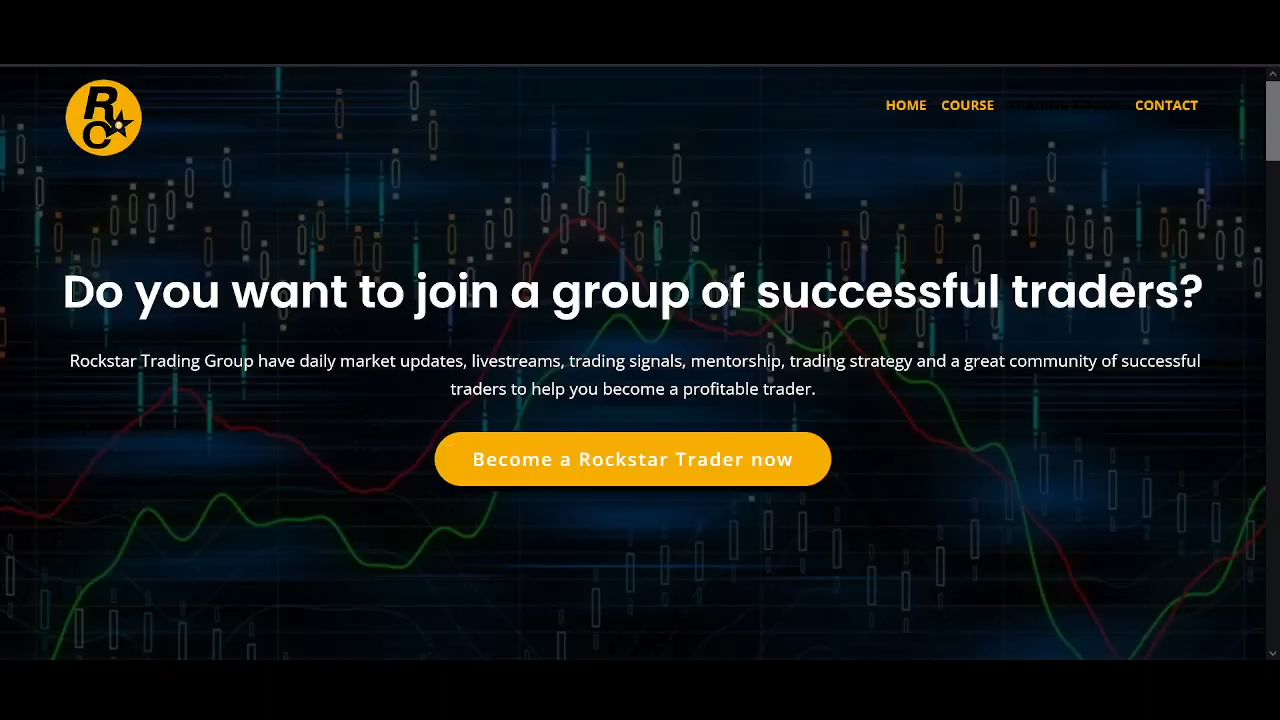 R
C
HOME COURSE TRADING GROUP CONTACT
Do you want to join a group of successful traders?
Rockstar Trading Group have daily market updates, livestreams, trading signals, mentorship, trading strategy and a great community of successful
traders to help you become a profitable trader.
Become a Rockstar Trader now